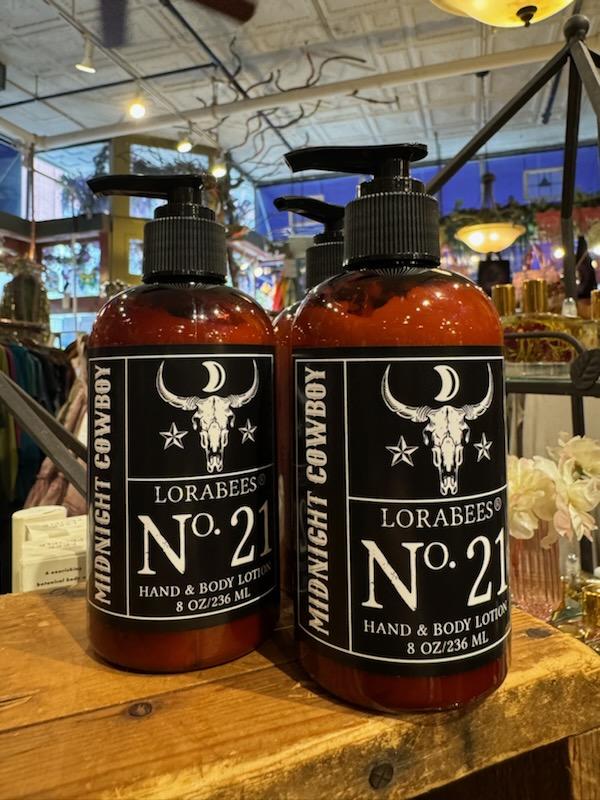 MIDNIGHT COWBOY
LORABEES®
No. 21
HAND & BODY LOTION
8 OZ/236 ML
MIDNIGHT COWBOY
LORABEES®
No. 21
HAND & BODY LOTION
8 OZ/236 ML